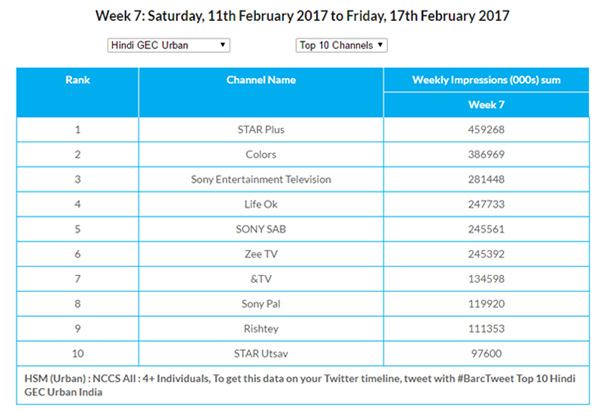 Week 7: Saturday, 11th February 2017 to Friday, 17th February 2017
Hindi GEC Urban Top 10 Channels
Rank Channel Name Weekly Impressions (000s) sum
Week 7
1 STAR Plus 459268
2 Colors 386969
3 Sony Entertainment Television 281448
4 Life Ok 247733
5 SONY SAB 245561
6 Zee TV 245392
7 &TV 134598
8 Sony Pal 119920
9 Rishtey 111353
10 STAR Utsav 97600
HSM (Urban) : NCCS All : 4+ Individuals, To get this data on your Twitter timeline, tweet with #BarcTweet Top 10 Hindi
GEC Urban India